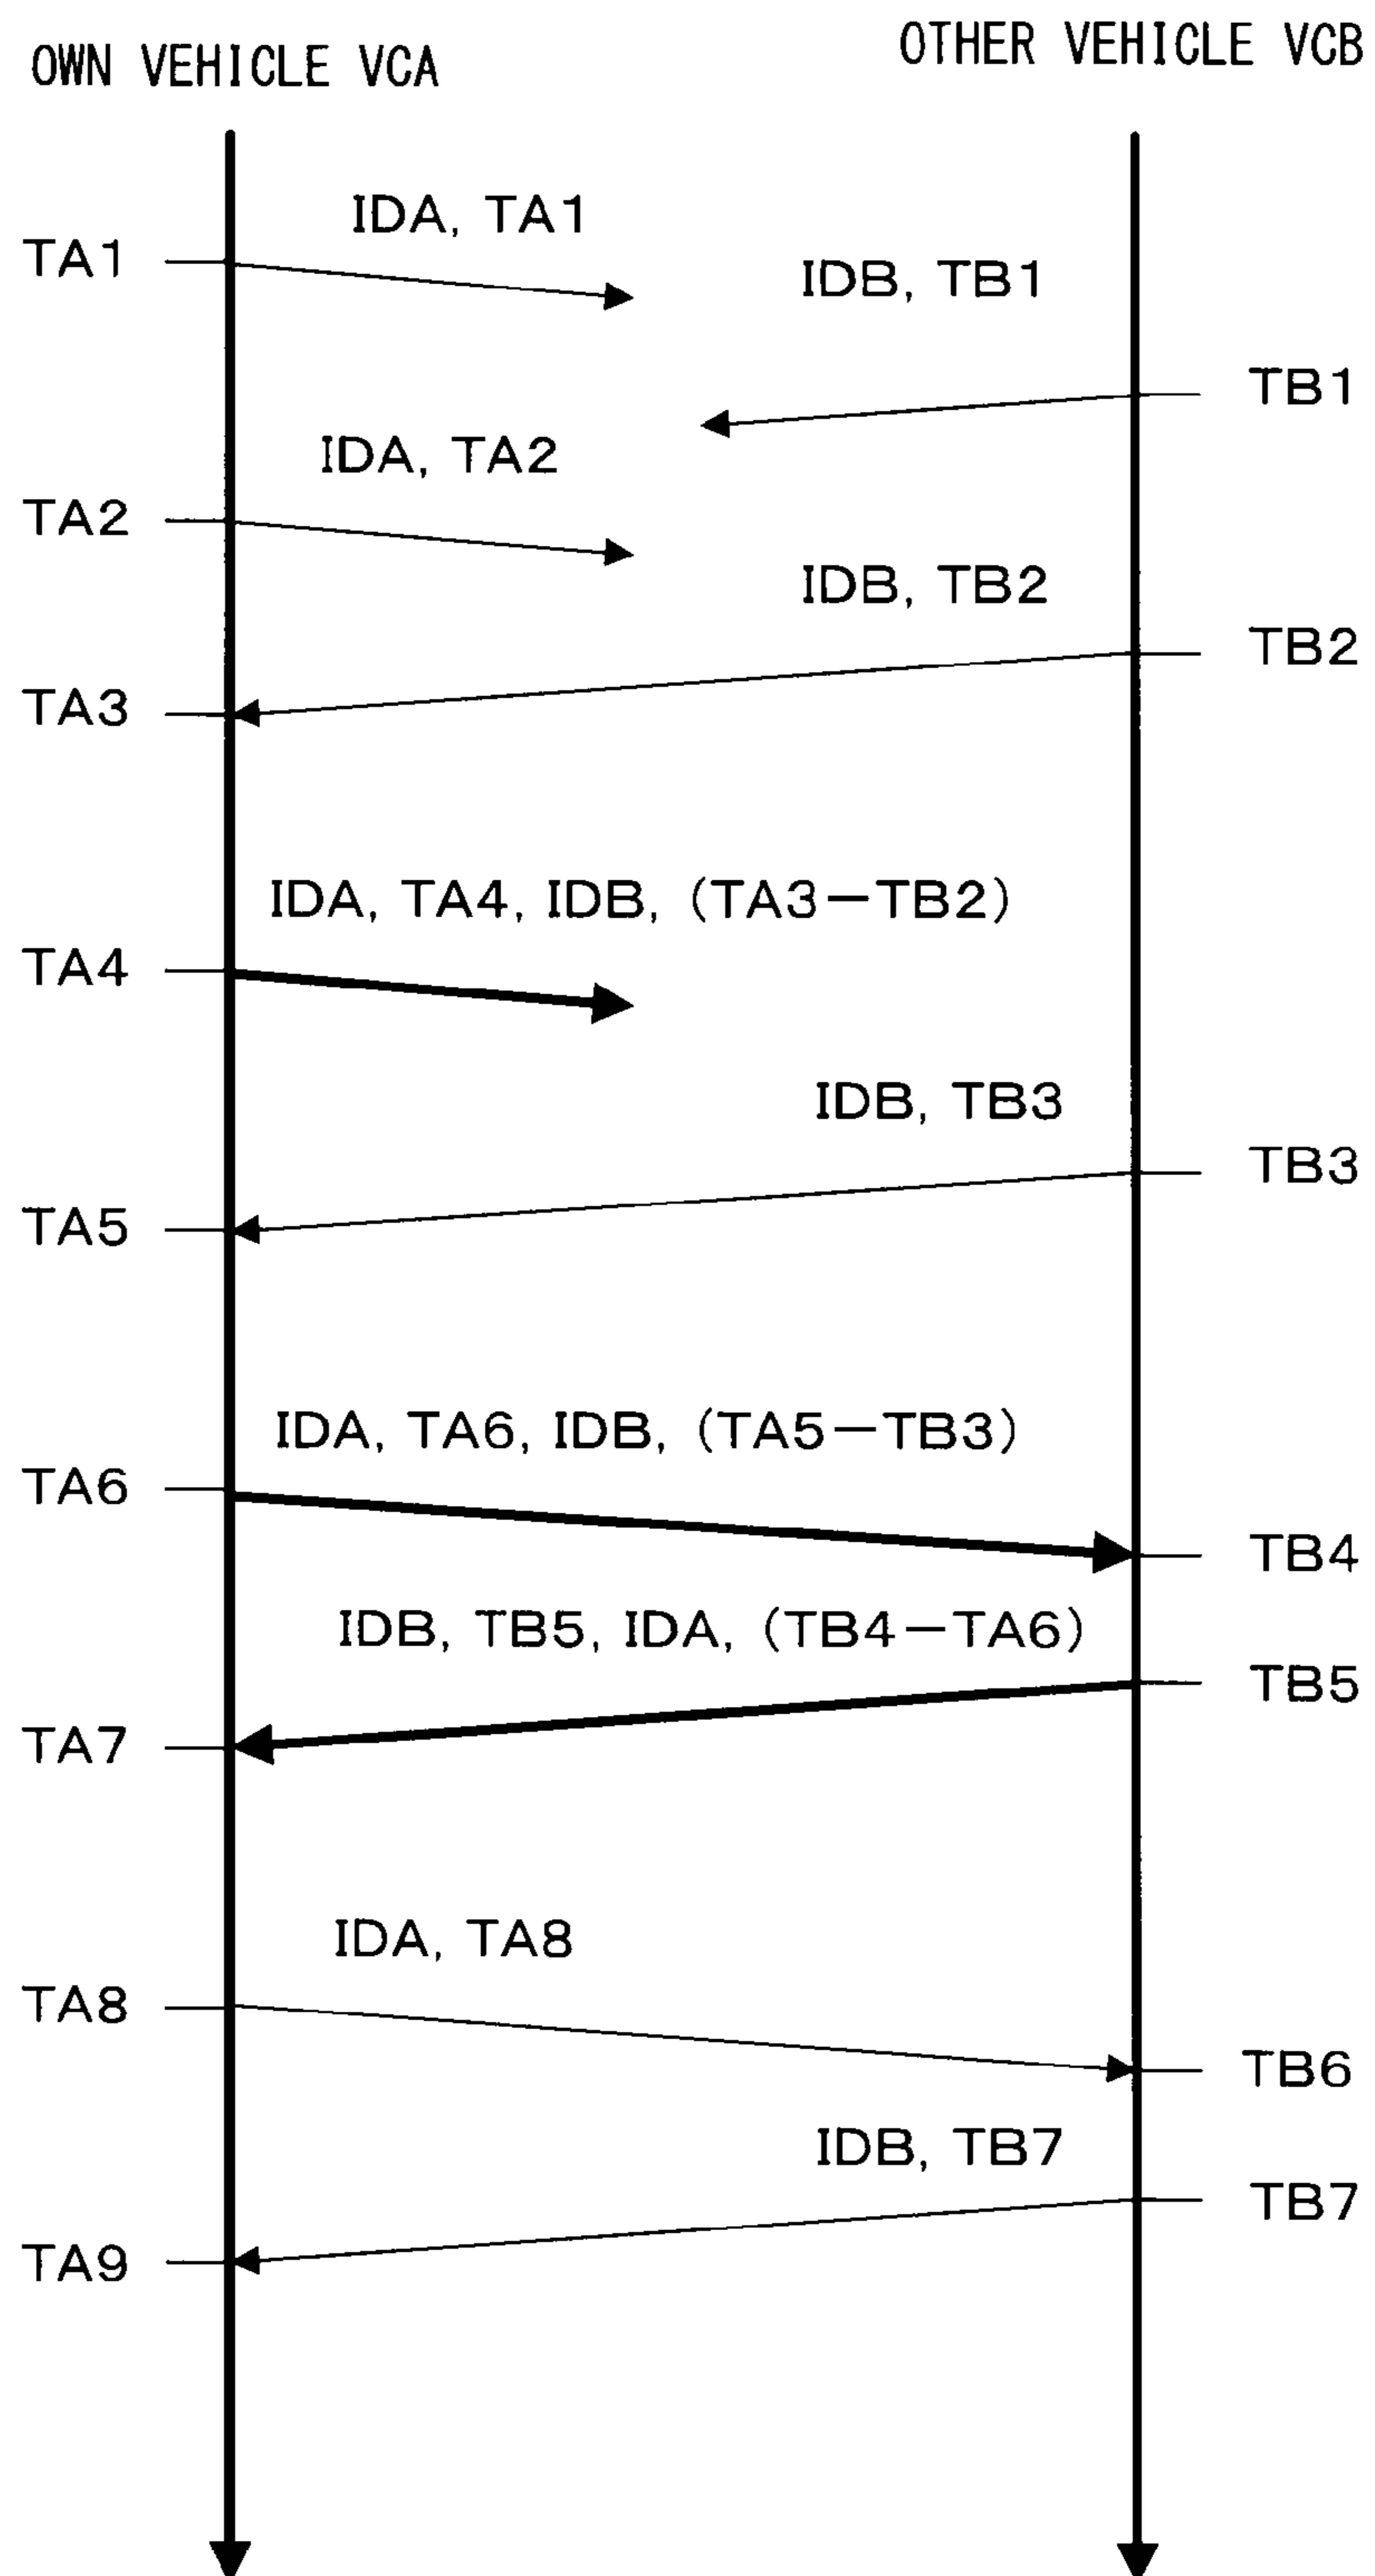 OWN VEHICLE VCA
OTHER VEHICLE VCB
IDA, TA1
TA1
IDB, TB1
TB1
IDA, TA2
TA2
IDB, TB2
TB2
TA3
IDA, TA4, IDB, (TA3－TB2)
TA4
IDB, TB3
TB3
TA5
IDA, TA6, IDB, (TA5－TB3)
TA6
TB4
IDB, TB5, IDA, (TB4－TA6)
TB5
TA7
IDA, TA8
TA8
TB6
IDB, TB7
TB7
TA9